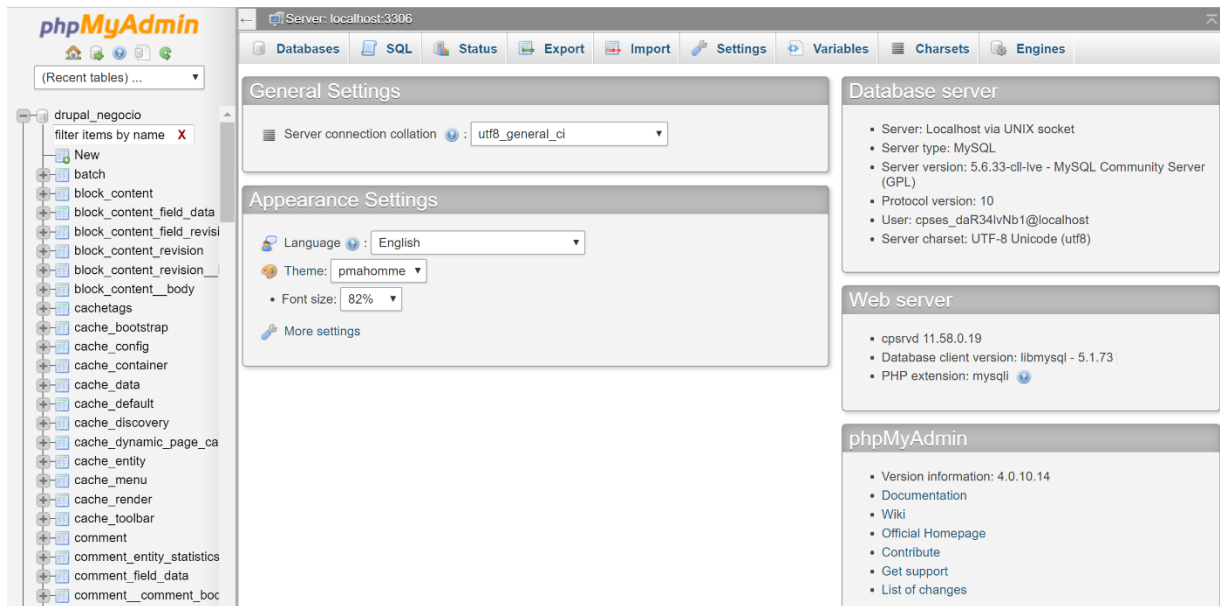 phpMyAdmin
(Recent tables) ...
drupal_negocio
filter items by name X
New
batch
block_content
block_content_field_data
block_content_field_revisi
block_content_revision
block_content_revision__
block_content__body
cachetags
cache_bootstrap
cache_config
cache_container
cache_data
cache_default
cache_discovery
cache_dynamic_page_ca
cache_entity
cache_menu
cache_render
cache_toolbar
comment
comment_entity_statistics
comment_field_data
comment__comment_boc
Server: localhost:3306
Databases SQL Status Export Import Settings Variables Charsets Engines
General Settings
Server connection collation : utf8_general_ci
Appearance Settings
Language : English
Theme: pmahomme
Font size: 82%
More settings
Database server
Server: Localhost via UNIX socket
Server type: MySQL
Server version: 5.6.33-cll-lve - MySQL Community Server
(GPL)
Protocol version: 10
User: cpses_daR34lvNb1@localhost
Server charset: UTF-8 Unicode (utf8)
Web server
cpsrvd 11.58.0.19
Database client version: libmysql - 5.1.73
PHP extension: mysqli
phpMyAdmin
Version information: 4.0.10.14
Documentation
Wiki
Official Homepage
Contribute
Get support
List of changes